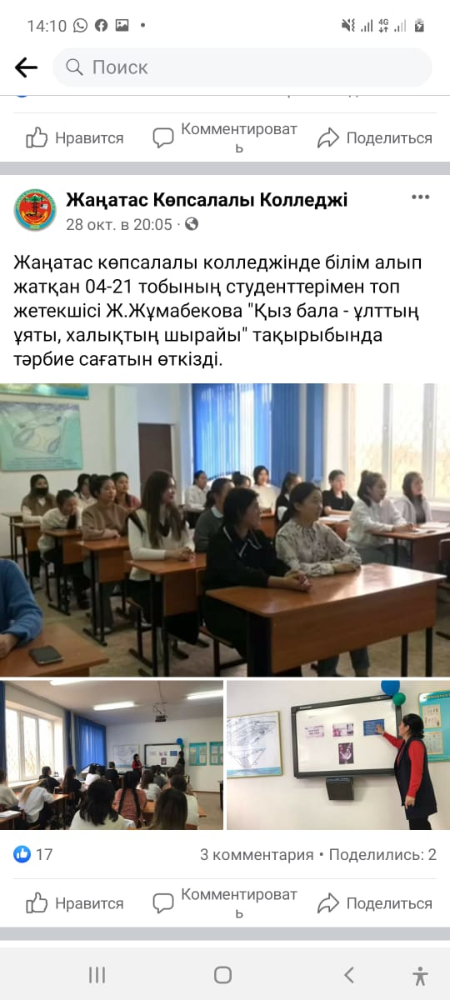 14:10
4G
Поиск
Нравится
Комментировать
Поделиться
Жаңатас Көпсалалы Колледжі
28 окт. в 20:05 ·
Жаңатас көпсалалы колледжінде білім алып
жатқан 04-21 тобының студенттерімен топ
жетекшісі Ж.Жұмабекова "Қыз бала - ұлттың
ұяты, халықтың шырайы" тақырыбында
тәрбие сағатын өткізді.
17
3 комментария • Поделились: 2
Нравится
Комментировать
Поделиться